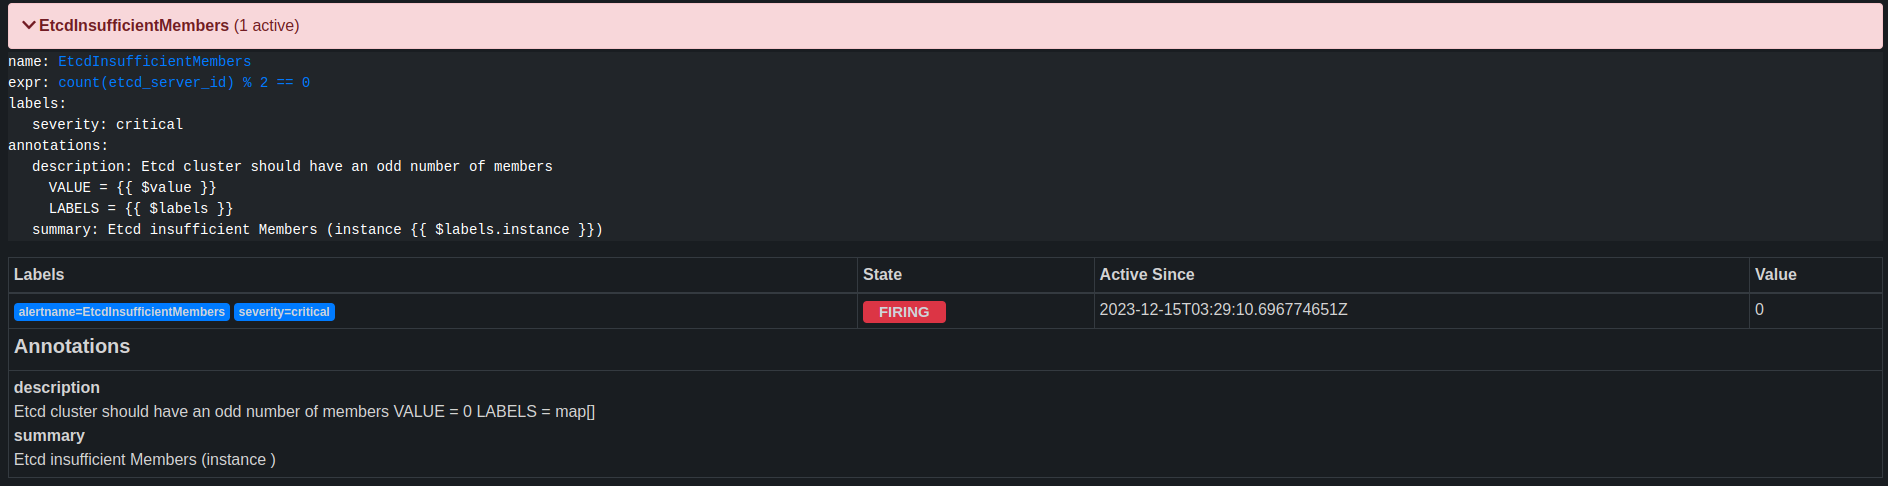 EtcdInsufficientMembers (1 active)
name: EtcdInsufficientMembers
expr: count(etcd_server_id) % 2 == 0
labels:
severity: critical
annotations:
description: Etcd cluster should have an odd number of members
VALUE = {{ $value }}
LABELS = {{ $labels }}
summary: Etcd insufficient Members (instance {{ $labels.instance }})
Labels State Active Since Value
alertname=EtcdInsufficientMembers severity=critical FIRING 2023-12-15T03:29:10.696774651Z 0
Annotations
description
Etcd cluster should have an odd number of members VALUE = 0 LABELS = map[]
summary
Etcd insufficient Members (instance )